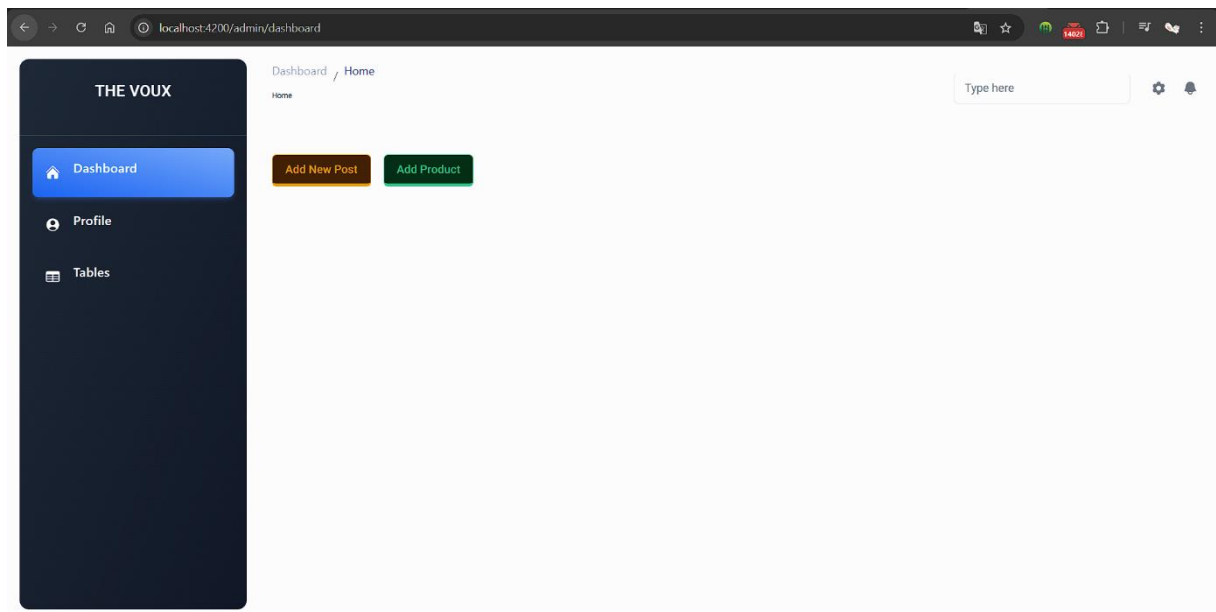 localhost:4200/admin/dashboard
THE VOUX
Dashboard / Home
Home
Type here
Dashboard
Profile
Tables
Add New Post
Add Product